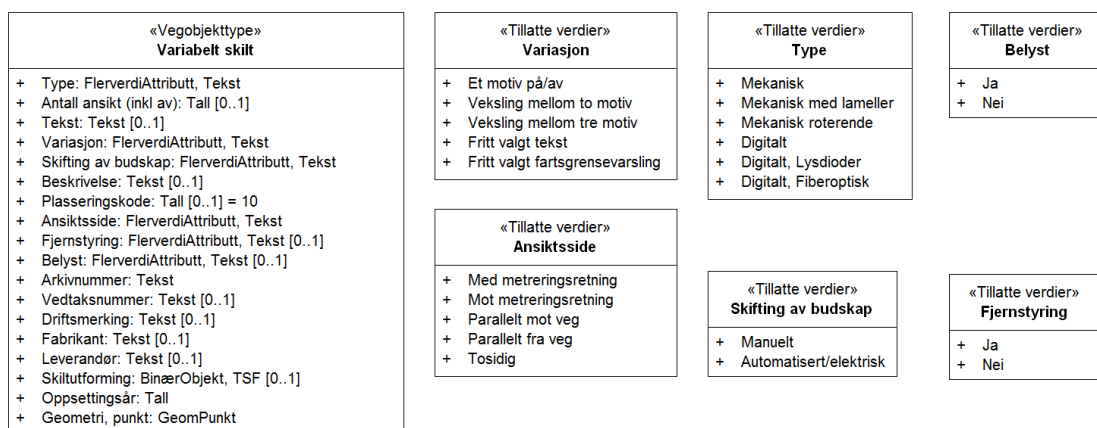 «Vegobjekttype»
Variabelt skilt
+ Type: FlerverdiAttributt, Tekst
+ Antall ansikt (inkl av): Tall [0..1]
+ Tekst: Tekst [0..1]
+ Variasjon: FlerverdiAttributt, Tekst
+ Skifting av budskap: FlerverdiAttributt, Tekst
+ Beskrivelse: Tekst [0..1]
+ Plasseringskode: Tall [0..1] = 10
+ Ansiktsside: FlerverdiAttributt, Tekst
+ Fjernstyring: FlerverdiAttributt, Tekst [0..1]
+ Belyst: FlerverdiAttributt, Tekst [0..1]
+ Arkivnummer: Tekst
+ Vedtaksnummer: Tekst [0..1]
+ Driftsmerking: Tekst [0..1]
+ Fabrikant: Tekst [0..1]
+ Leverandør: Tekst [0..1]
+ Skiltutforming: BinærObjekt, TSF [0..1]
+ Oppsettingsår: Tall
+ Geometri, punkt: GeomPunkt
«Tillatte verdier»
Variasjon
+ Et motiv på/av
+ Veksling mellom to motiv
+ Veksling mellom tre motiv
+ Fritt valgt tekst
+ Fritt valgt fartsgrensevarsling
«Tillatte verdier»
Type
+ Mekanisk
+ Mekanisk med lameller
+ Mekanisk roterende
+ Digitalt
+ Digitalt, Lysdioder
+ Digitalt, Fiberoptisk
«Tillatte verdier»
Belyst
+ Ja
+ Nei
«Tillatte verdier»
Ansiktsside
+ Med metreringsretning
+ Mot metreringsretning
+ Parallelt mot veg
+ Parallelt fra veg
+ Tosidig
«Tillatte verdier»
Skifting av budskap
+ Manuelt
+ Automatisert/elektrisk
«Tillatte verdier»
Fjernstyring
+ Ja
+ Nei